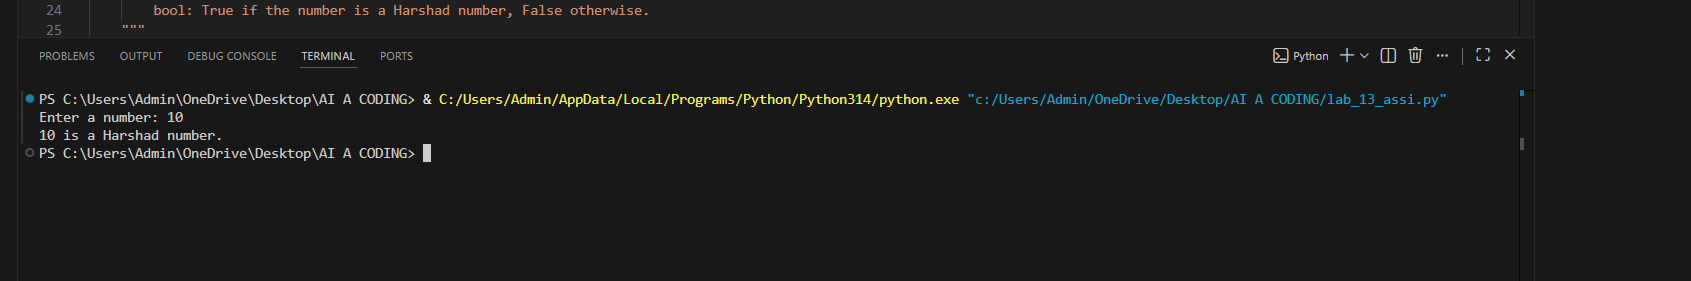 24 bool: True if the number is a Harshad number, False otherwise.
25 """
PROBLEMS OUTPUT DEBUG CONSOLE TERMINAL PORTS Python
PS C:\Users\Admin\OneDrive\Desktop\AI A CODING> & C:/Users/Admin/AppData/Local/Programs/Python/Python314/python.exe "c:/Users/Admin/OneDrive/Desktop/AI A CODING/lab_13_assi.py"
Enter a number: 10
10 is a Harshad number.
PS C:\Users\Admin\OneDrive\Desktop\AI A CODING>